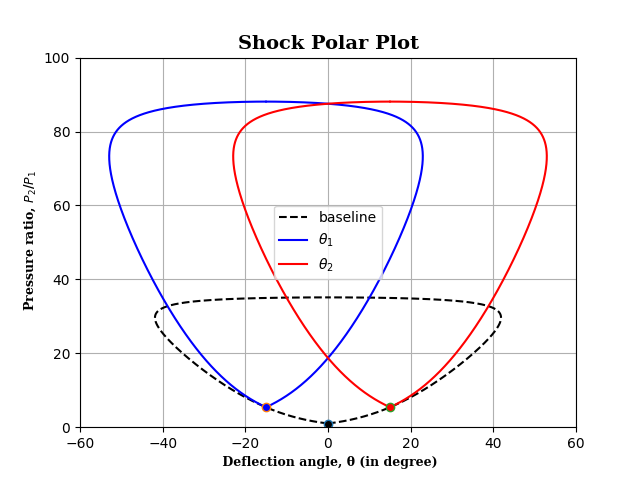 Shock Polar Plot
Pressure ratio, P₂/P₁
100
80
60
40
20
0
baseline
θ₁
θ₂
−60
−40
−20
0
20
40
60
Deflection angle, θ (in degree)